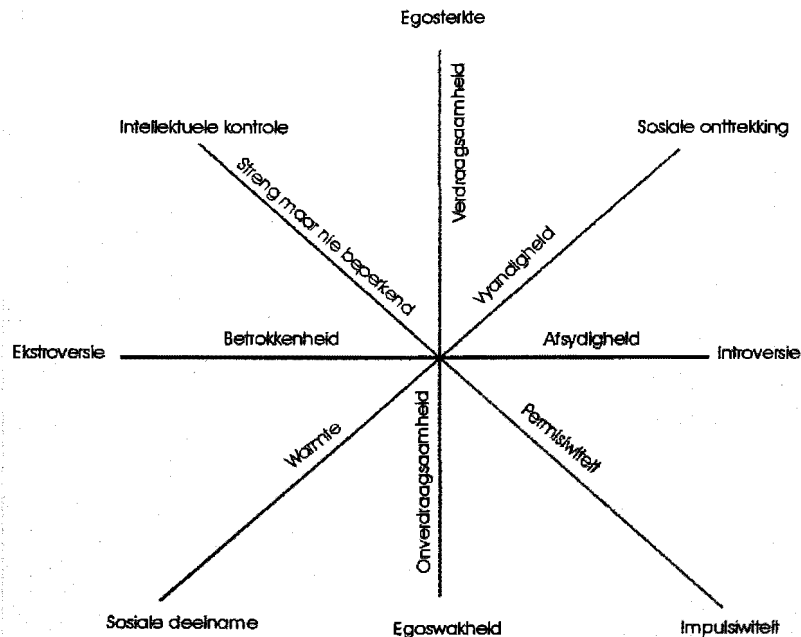 Egosterkte
Intellektuele kontrole
Sosiale onttrekking
Verdraagsaamheid
Streng maar nie beperkend
Vyandigheid
Ekstroversie
Betrokkenheid
Afsydigheid
Introversie
Warmte
Onverdraagsaamheid
Permisiwiteit
Sosiale deelname
Egoswakheid
Impulsiwiteit